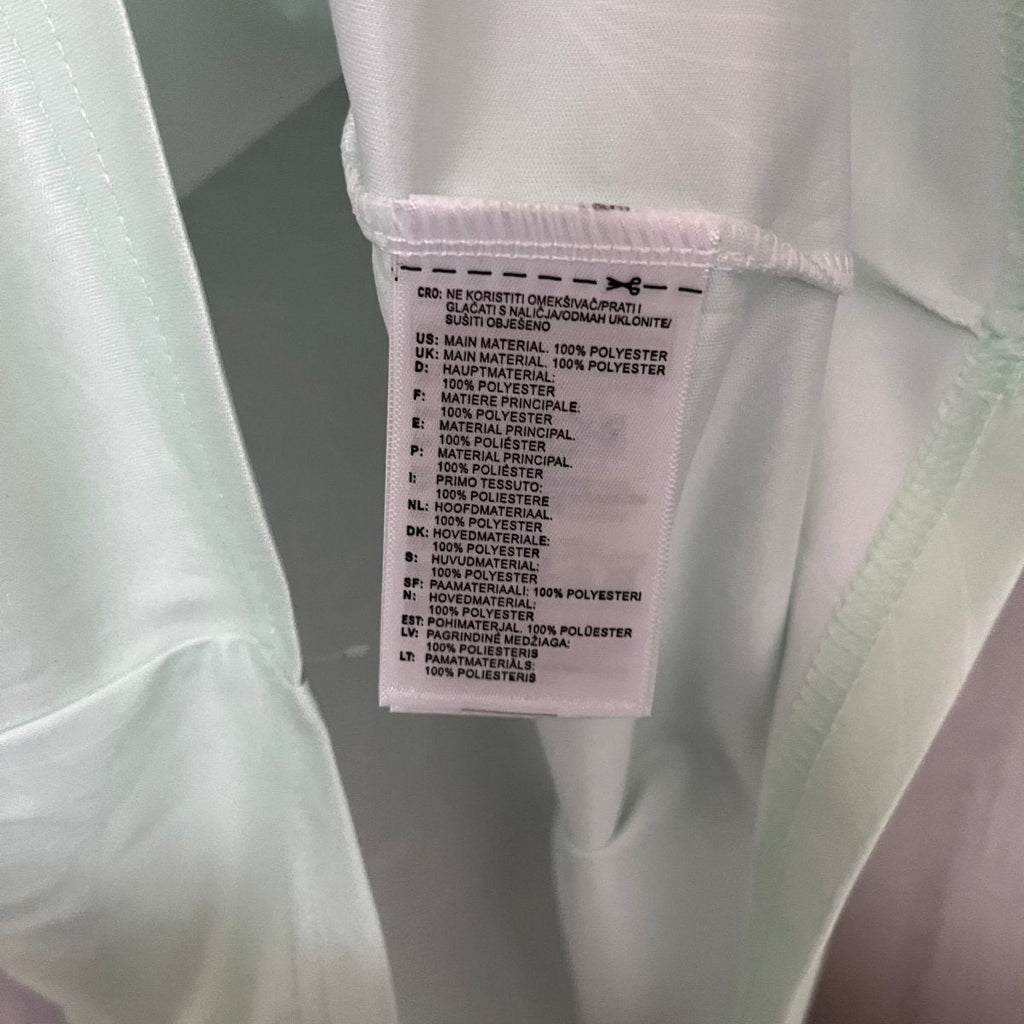 CRO: NE KORISTITI OMEKŠIVAČ/PRATI I
GLAČATI S NALIČJA/ODMAH UKLONITE/
SUŠITI OBJEŠENO
US: MAIN MATERIAL. 100% POLYESTER
UK: MAIN MATERIAL. 100% POLYESTER
D: HAUPTMATERIAL:
100% POLYESTER
F: MATIERE PRINCIPALE:
100% POLYESTER
E: MATERIAL PRINCIPAL.
100% POLIÉSTER
P: MATERIAL PRINCIPAL.
100% POLIÉSTER
I: PRIMO TESSUTO:
100% POLIESTERE
NL: HOOFDMATERIAAL.
100% POLYESTER
DK: HOVEDMATERIALE:
100% POLYESTER
S: HUVUDMATERIAL:
100% POLYESTER
SF: PAAMATERIAALI: 100% POLYESTERI
N: HOVEDMATERIAL:
100% POLYESTER
EST: POHIMATERJAL. 100% POLÜESTER
LV: PAGRINDINĖ MEDŽIAGA:
100% POLIESTERIS
LT: PAMATMATERIĀLS:
100% POLIESTERIS